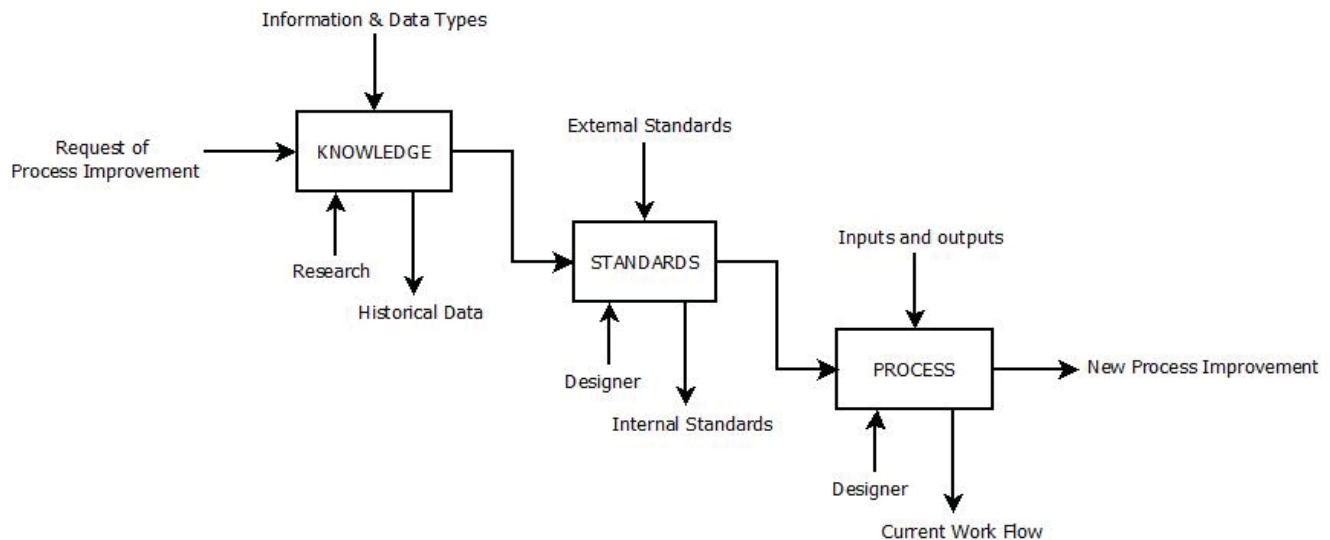 Information & Data Types
Request of
Process Improvement
KNOWLEDGE
Research
Historical Data
External Standards
STANDARDS
Designer
Internal Standards
Inputs and outputs
PROCESS
New Process Improvement
Designer
Current Work Flow